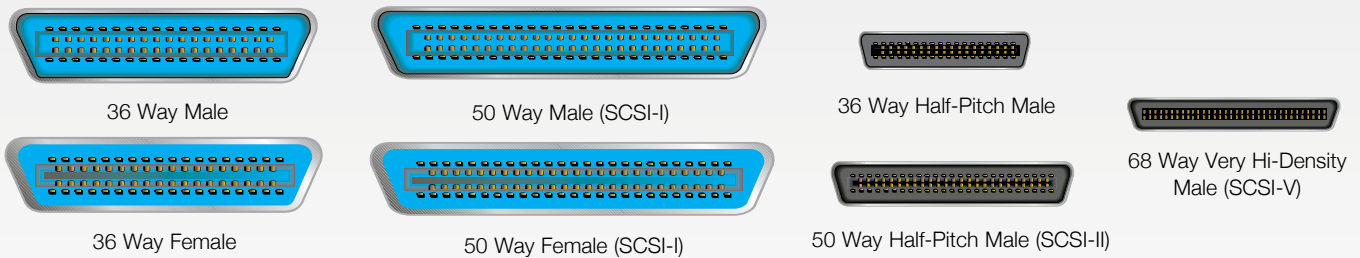 36 Way Male
50 Way Male (SCSI-I)
36 Way Half-Pitch Male
68 Way Very Hi-Density
Male (SCSI-V)
36 Way Female
50 Way Female (SCSI-I)
50 Way Half-Pitch Male (SCSI-II)